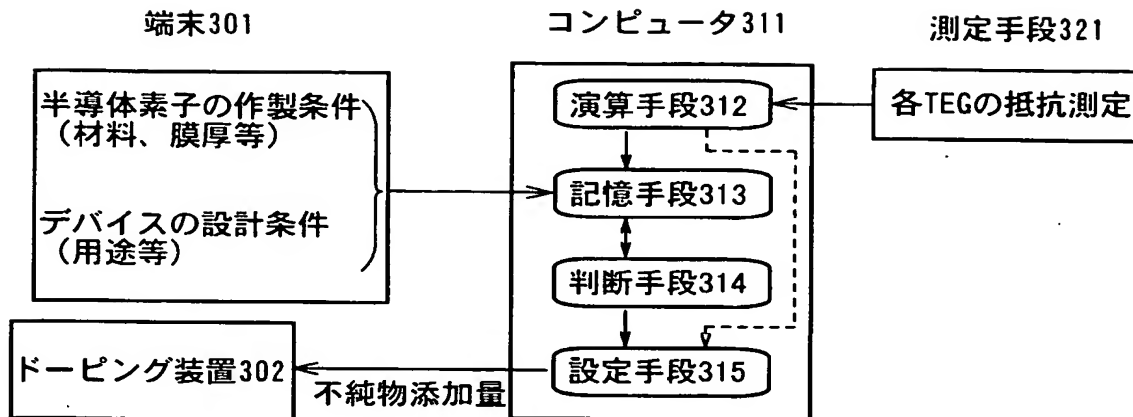 端末301
コンピュータ311
測定手段321
半導体素子の作製条件
（材料、膜厚等）
デバイスの設計条件
（用途等）
演算手段312
記憶手段313
判断手段314
設定手段315
各TEGの抵抗測定
ドーピング装置302
不純物添加量